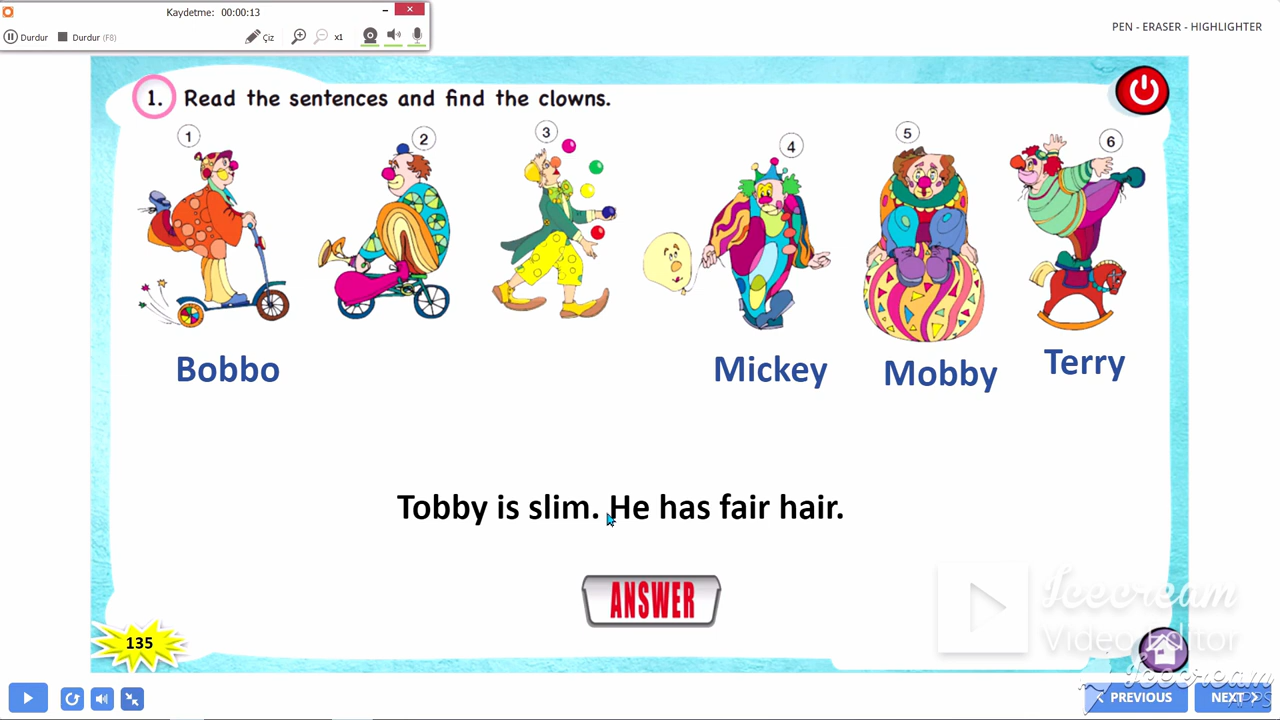 Kaydetme: 00:00:13
Durdur
Durdur (F8)
Çiz
x1
PEN - ERASER - HIGHLIGHTER
1. Read the sentences and find the clowns.
1
2
3
4
5
6
Bobbo
Mickey
Mobby
Terry
Tobby is slim. He has fair hair.
ANSWER
Icecream
Video Editor
135
Icecream
APPS
PREVIOUS
NEXT